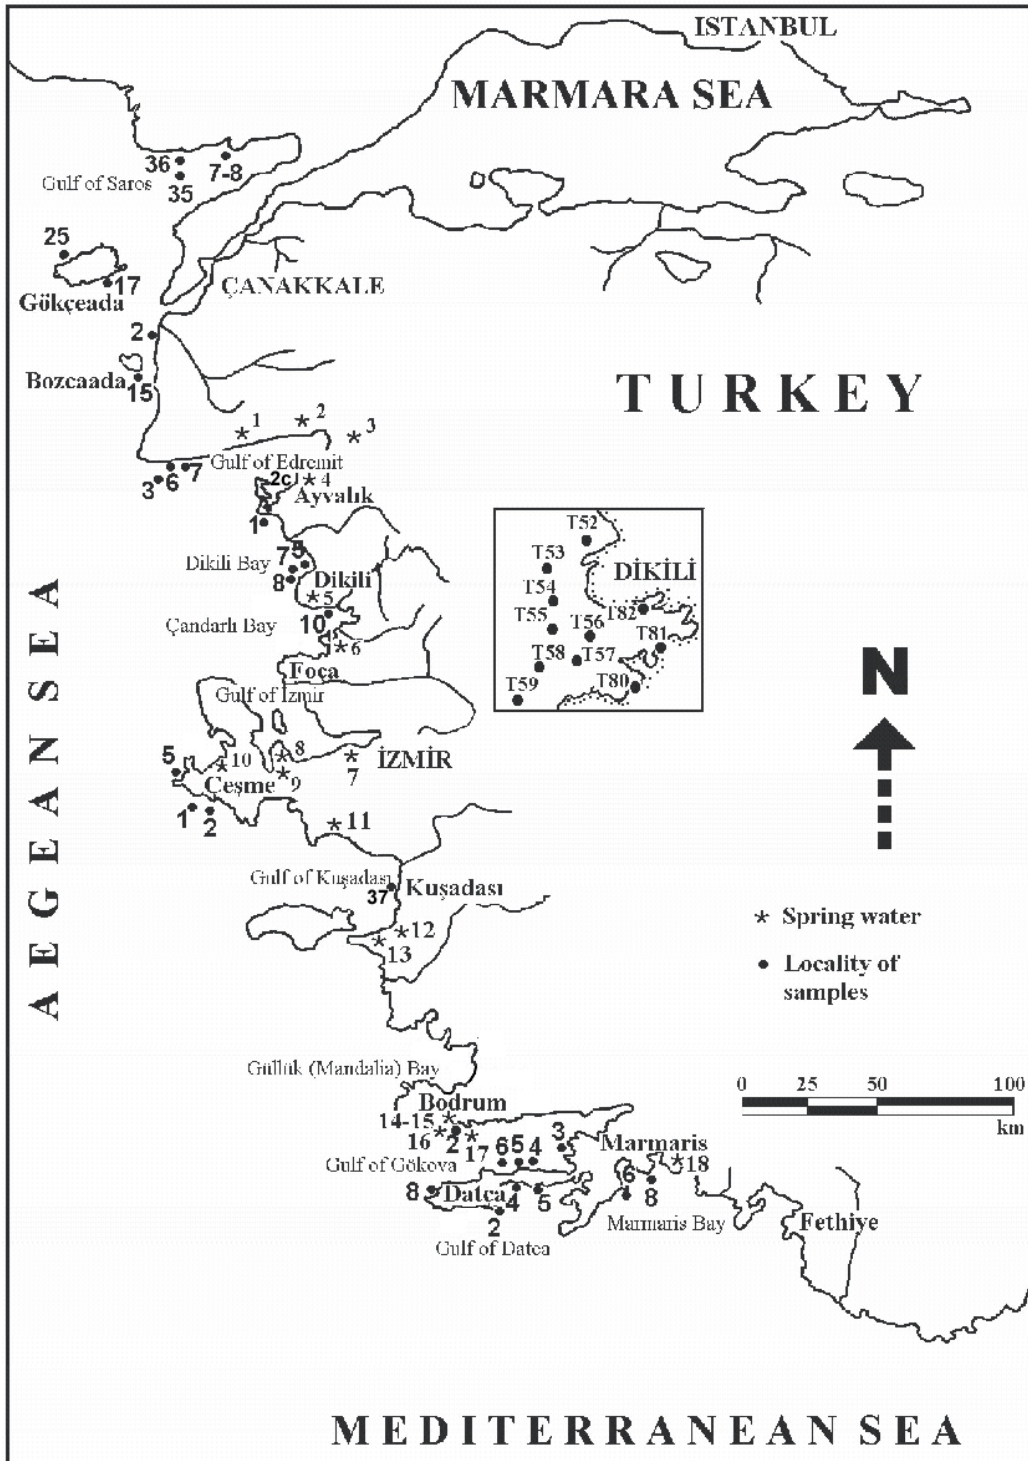 ISTANBUL
MARMARA SEA
36
7-8
Gulf of Saros
35
25
17
ÇANAKKALE
Gökçeada
2
Bozcaada
15
TURKEY
1
2
3
Gulf of Edremit
3
6
7
2c
4
Ayvalık
1
7
9
Dikili Bay
8
Dikili
5
10
Çandarlı Bay
6
Foça
Gulf of İzmir
T52
T53
DİKİLİ
T54
T82
T55
T56
T81
T58
T57
T59
T80
N
8
İZMİR
5
10
7
Çeşme
9
1
2
11
AEGEAN SEA
Gulf of Kuşadası
37
Kuşadası
* Spring water
12
13
• Locality of
samples
Güllük (Mandalia) Bay
0 25 50 100
km
Bodrum
14-15
16
2
17
3
Marmaris
6 5 4
18
Gulf of Gökova
8
Datça
4
5
6
8
2
Marmaris Bay
Fethiye
Gulf of Datca
MEDITERRANEAN SEA